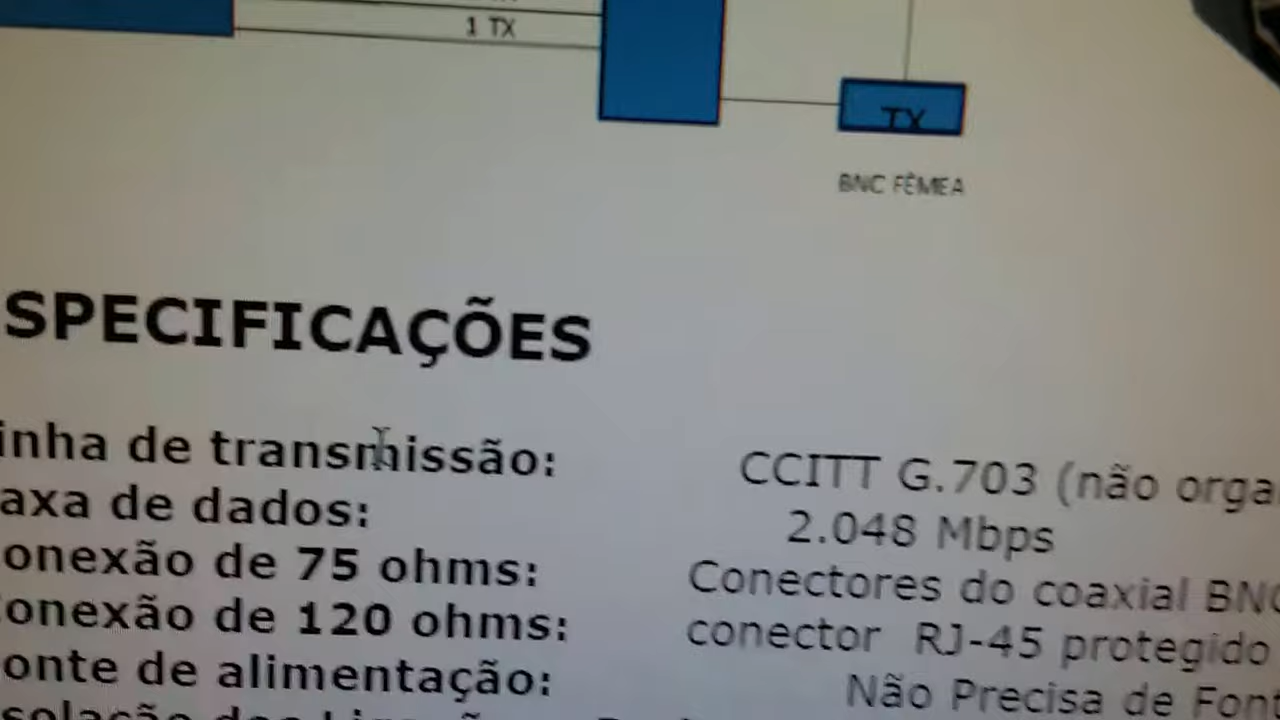 1 TX
TX
BNC FÊMEA
SPECIFICAÇÕES
inha de transmissão: CCITT G.703 (não orga
axa de dados: 2.048 Mbps
onexão de 75 ohms: Conectores do coaxial BNC
onexão de 120 ohms: conector RJ-45 protegido
onte de alimentação: Não Precisa de Font